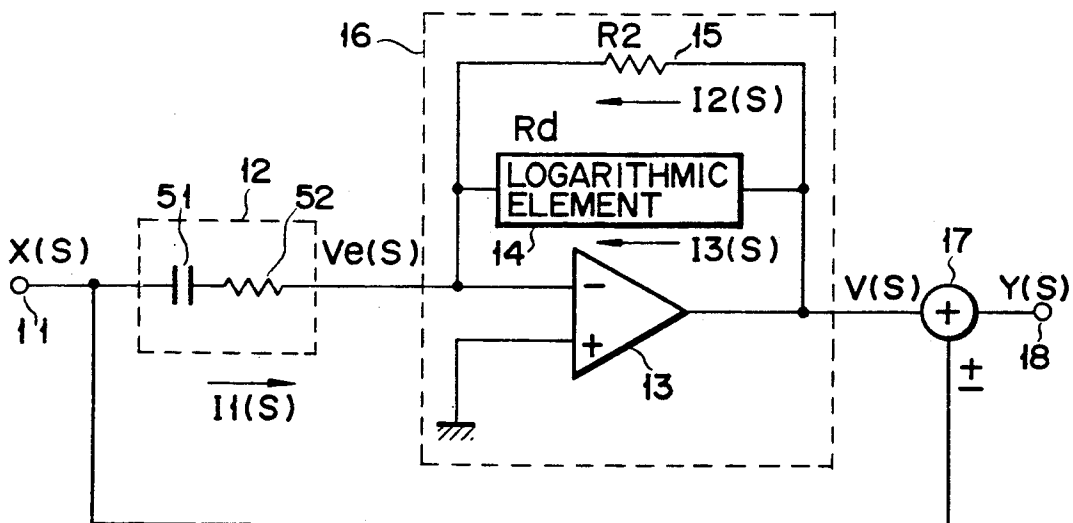 16
R2
15
I2(S)
Rd
12
LOGARITHMIC
ELEMENT
51
52
14
I3(S)
17
X(S)
Ve(S)
V(S)
Y(S)
−
+
+
11
+
13
±
18
I1(S)